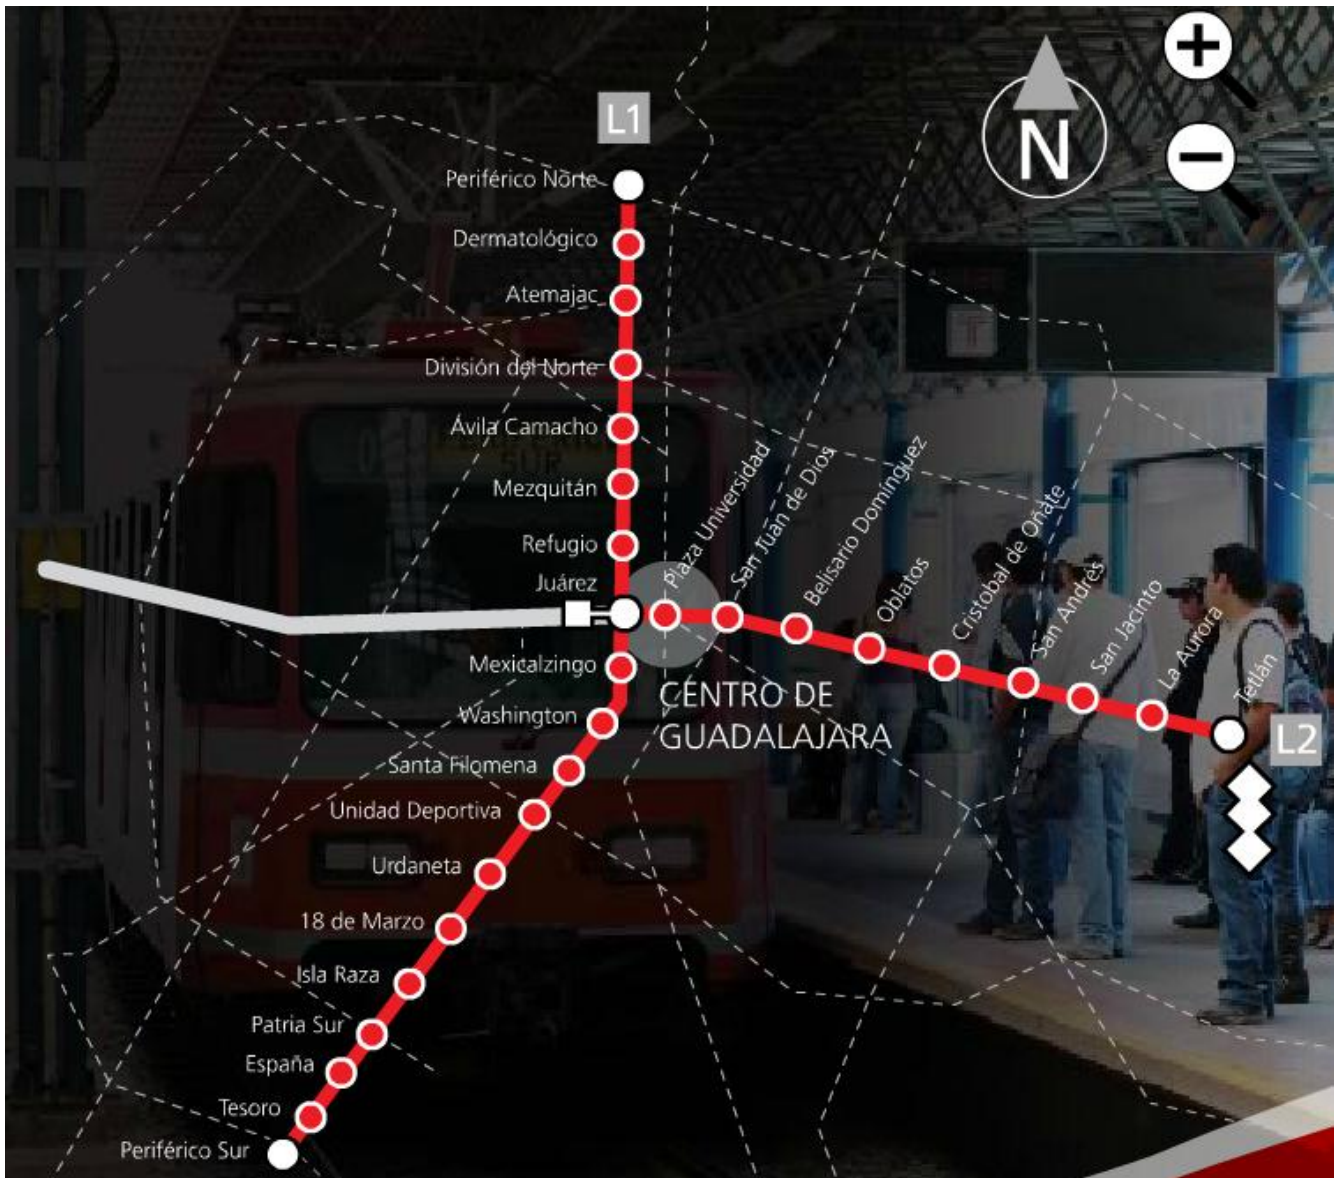 L1
N
Periférico Norte
Dermatológico
Atemajac
División del Norte
Ávila Camacho
SUR
Mezquitán
Refugio
Juárez
Plaza Universidad
San Juan de Dios
Belisario Domínguez
Oblatos
Cristobal de Oñate
San Andrés
San Jacinto
La Aurora
Tetlán
L2
Mexicalzingo
CENTRO DE
GUADALAJARA
Washington
Santa Filomena
Unidad Deportiva
Urdaneta
18 de Marzo
Isla Raza
Patria Sur
España
Tesoro
Periférico Sur